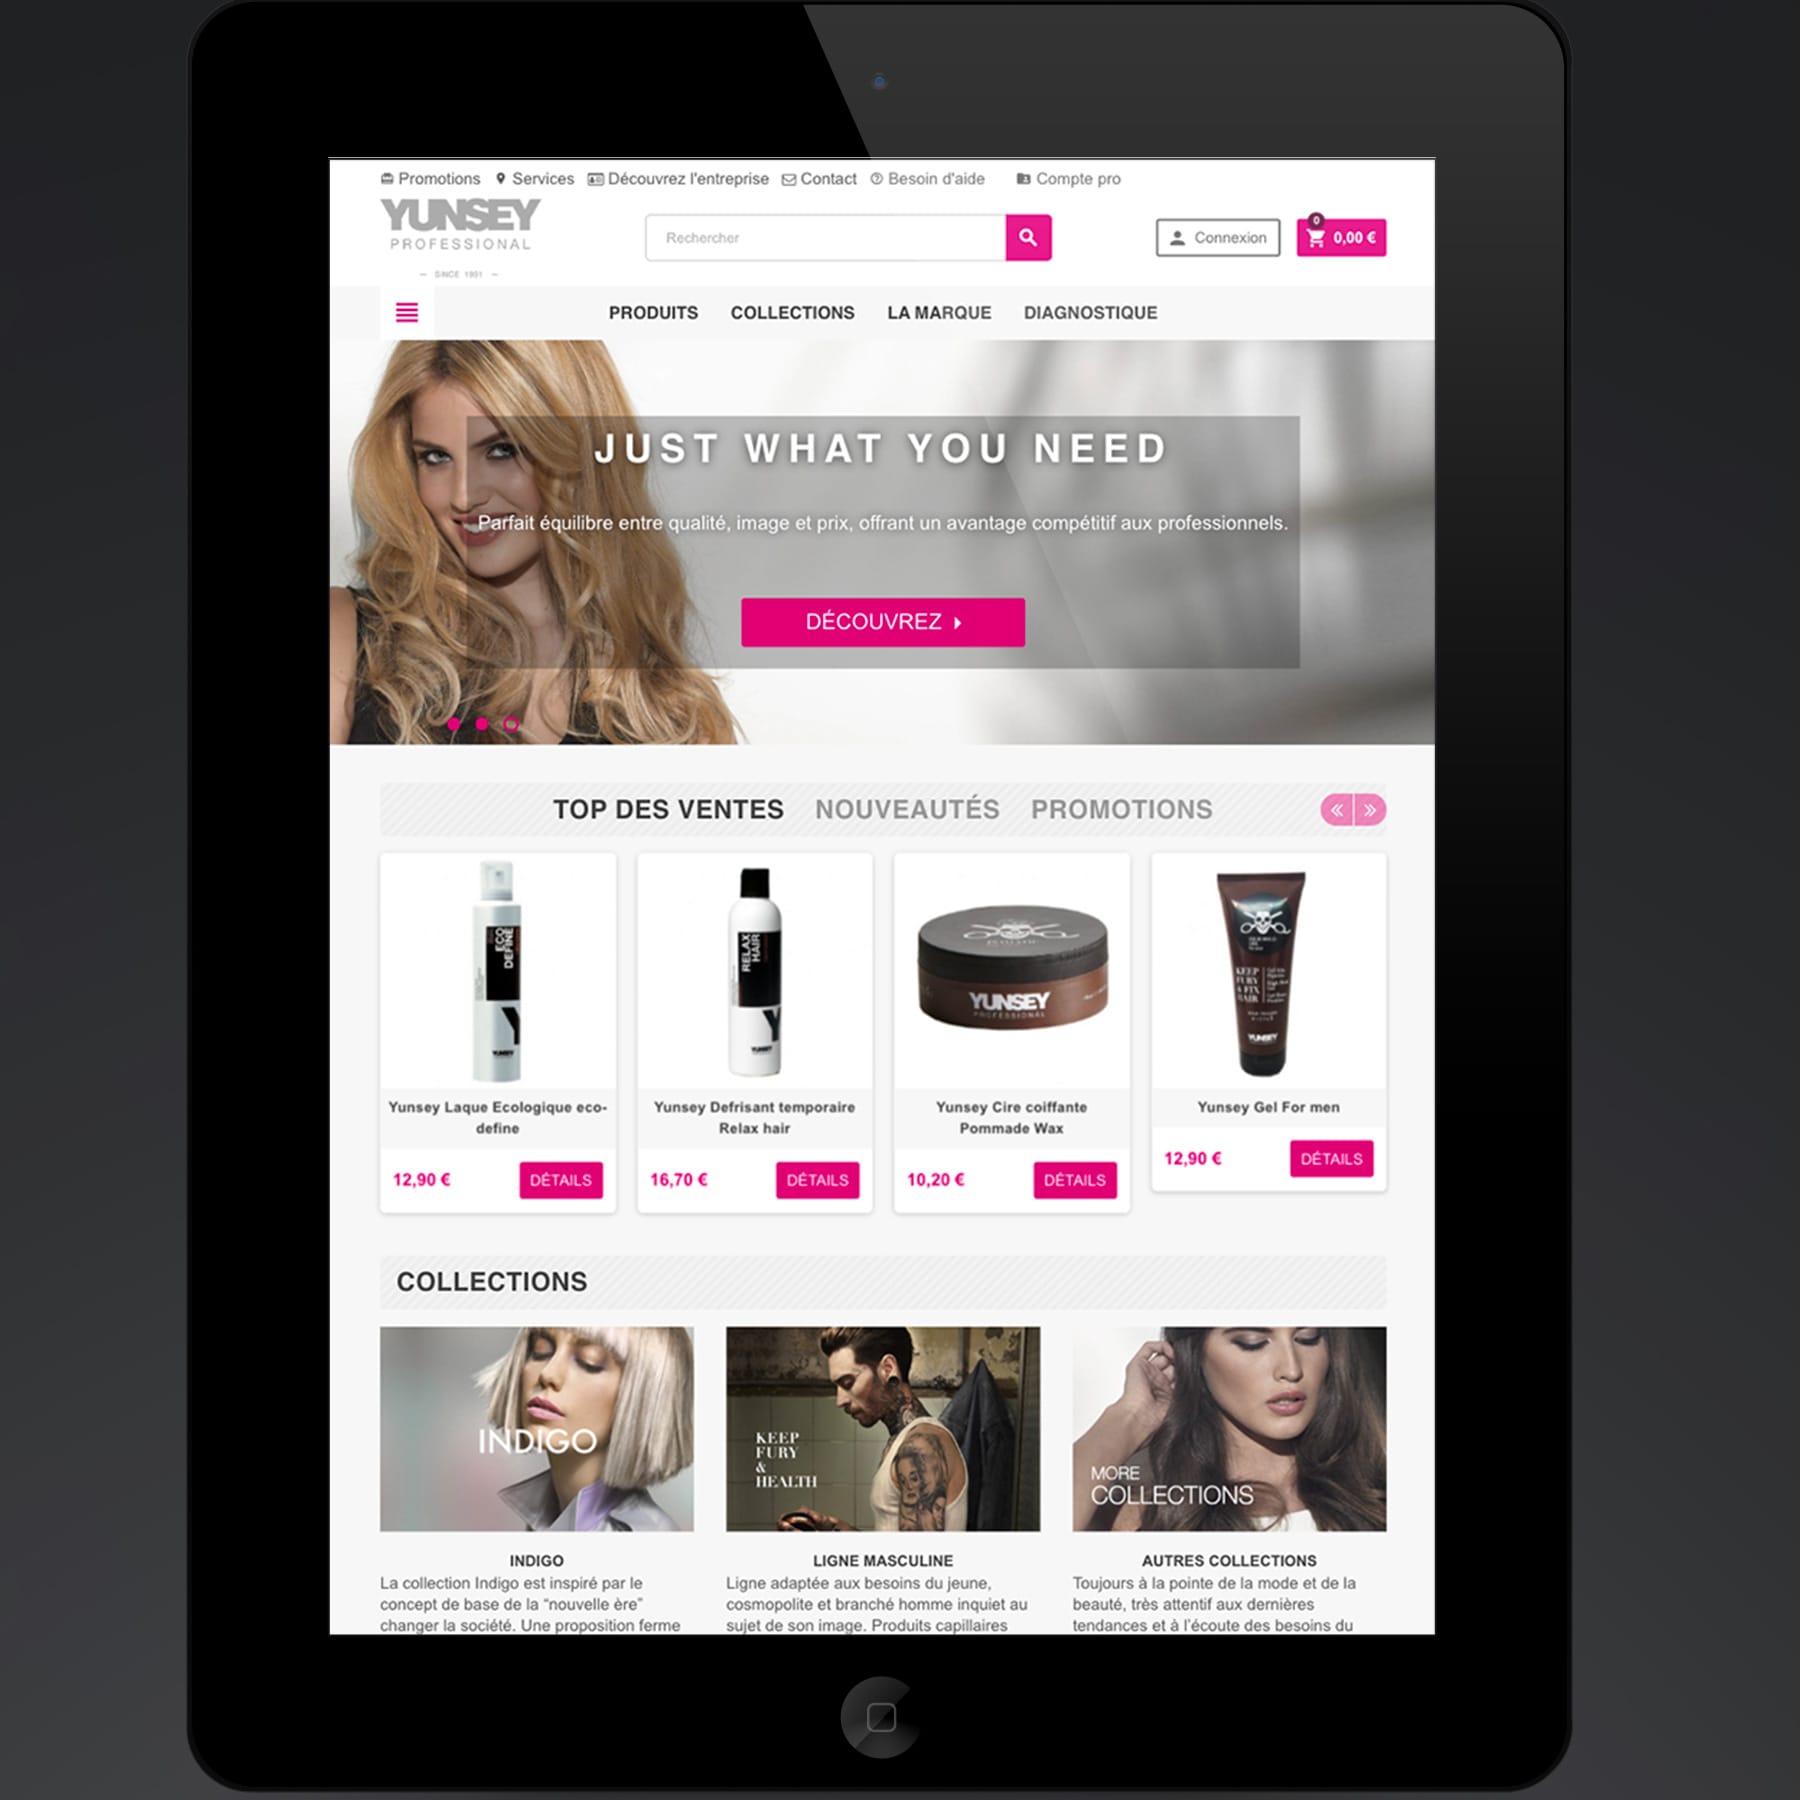 Promotions Services Découvrez l'entreprise Contact Besoin d'aide Compte pro
YUNSEY
PROFESSIONAL
— SINCE 1991 —
Rechercher
Connexion
0
0,00 €
PRODUITS COLLECTIONS LA MARQUE DIAGNOSTIQUE
JUST WHAT YOU NEED
Parfait équilibre entre qualité, image et prix, offrant un avantage compétitif aux professionnels.
DÉCOUVREZ
TOP DES VENTES NOUVEAUTÉS PROMOTIONS
ECO
DEFINE
Y
YUNSEY
RELAX
HAIR
Y
YUNSEY
YUNSEY
PROFESSIONAL
KEEP
FURY
& FIX
HAIR
YUNSEY
Yunsey Laque Ecologique eco-
define
12,90 €
DÉTAILS
Yunsey Defrisant temporaire
Relax hair
16,70 €
DÉTAILS
Yunsey Cire coiffante
Pommade Wax
10,20 €
DÉTAILS
Yunsey Gel For men
12,90 €
DÉTAILS
COLLECTIONS
INDIGO
KEEP
FURY
&
HEALTH
MORE
COLLECTIONS
INDIGO
La collection Indigo est inspiré par le
concept de base de la “nouvelle ère”
changer la société. Une proposition ferme
LIGNE MASCULINE
Ligne adaptée aux besoins du jeune,
cosmopolite et branché homme inquiet au
sujet de son image. Produits capillaires
AUTRES COLLECTIONS
Toujours à la pointe de la mode et de la
beauté, très attentif aux dernières
tendances et à l’écoute des besoins du